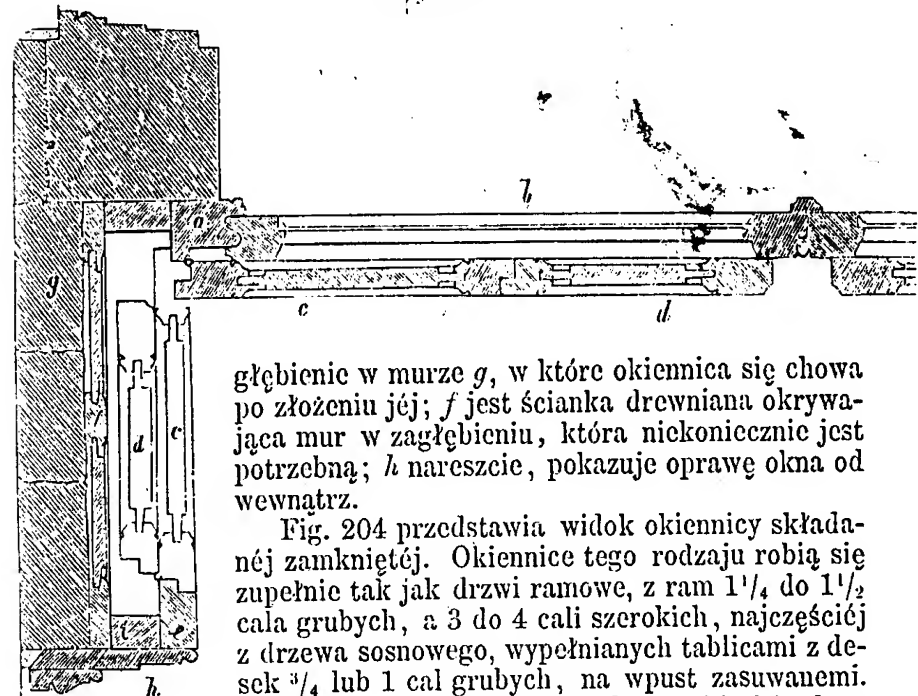 b
a
g
c
d
d
c
e
h
głębienie w murze g, w które okiennica się chowa
po złożeniu jéj; f jest ścianka drewniana okrywa-
jąca mur w zagłębieniu, która niekoniecznie jest
potrzebną; h nareszcie, pokazuje oprawę okna od
wewnątrz.
Fig. 204 przedstawia widok okiennicy składa-
néj zamkniętéj. Okiennice tego rodzaju robią się
zupełnie tak jak drzwi ramowe, z ram 1¹/₄ do 1¹/₂
cala grubych, a 3 do 4 cali szerokich, najczęściéj
z drzewa sosnowego, wypełnianych tablicami z de-
sek ³/₄ lub 1 cal grubych, na wpust zasuwanemi.